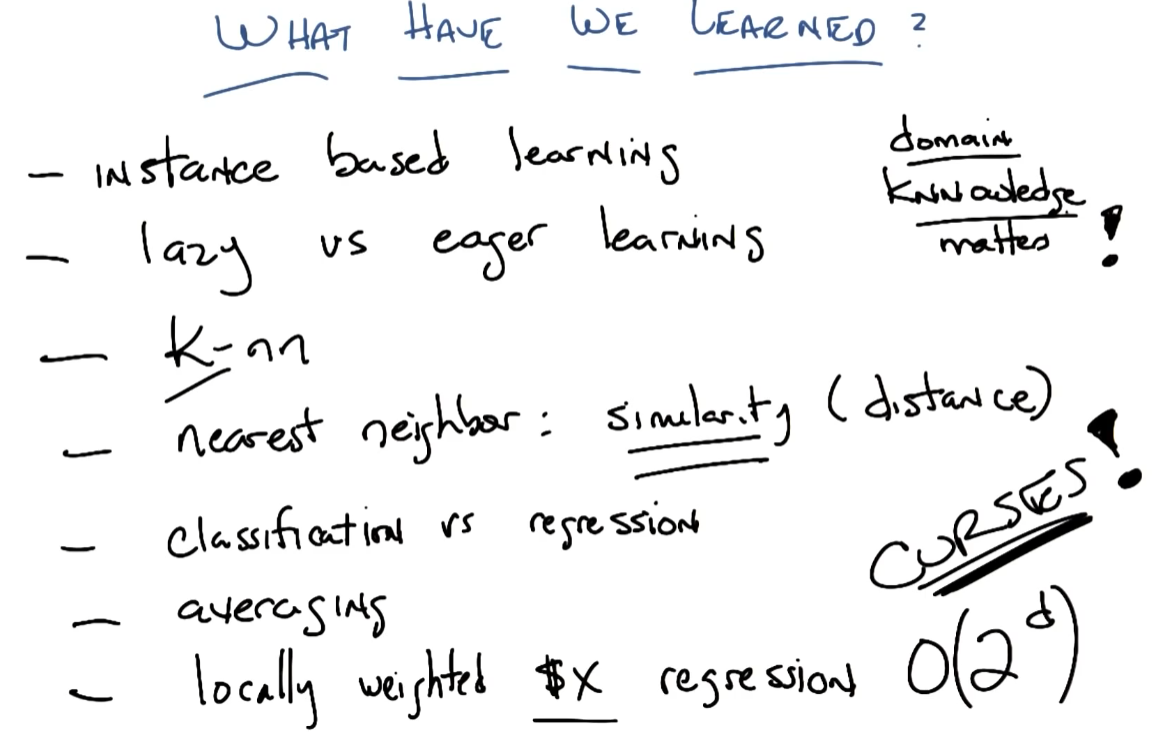 WHAT HAVE WE LEARNED?
– instance based learning
– lazy vs eager learning
– K-nn
– nearest neighbor: similarity (distance)
– classification vs regression
– averaging
– locally weighted $X regression
domain
KNNowledge
matters
!
CURSES!
O(2^d)